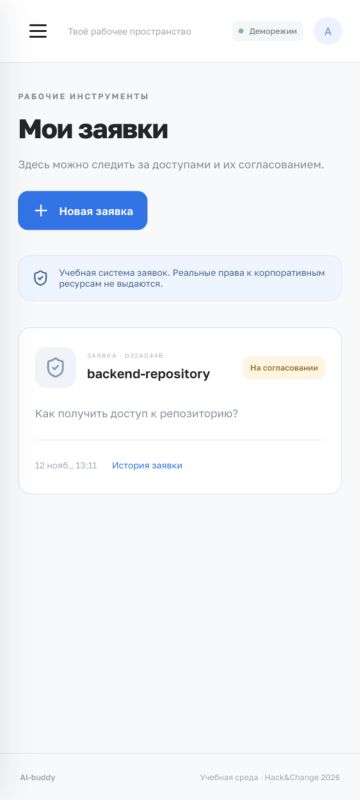 Твоё рабочее пространство
Деморежим
A
РАБОЧИЕ ИНСТРУМЕНТЫ
Мои заявки
Здесь можно следить за доступами и их согласованием.
Новая заявка
Учебная система заявок. Реальные права к корпоративным
ресурсам не выдаются.
ЗАЯВКА · 032AD44B
backend-repository
На согласовании
Как получить доступ к репозиторию?
12 нояб., 13:11
История заявки
AI-buddy
Учебная среда · Hack&Change 2026